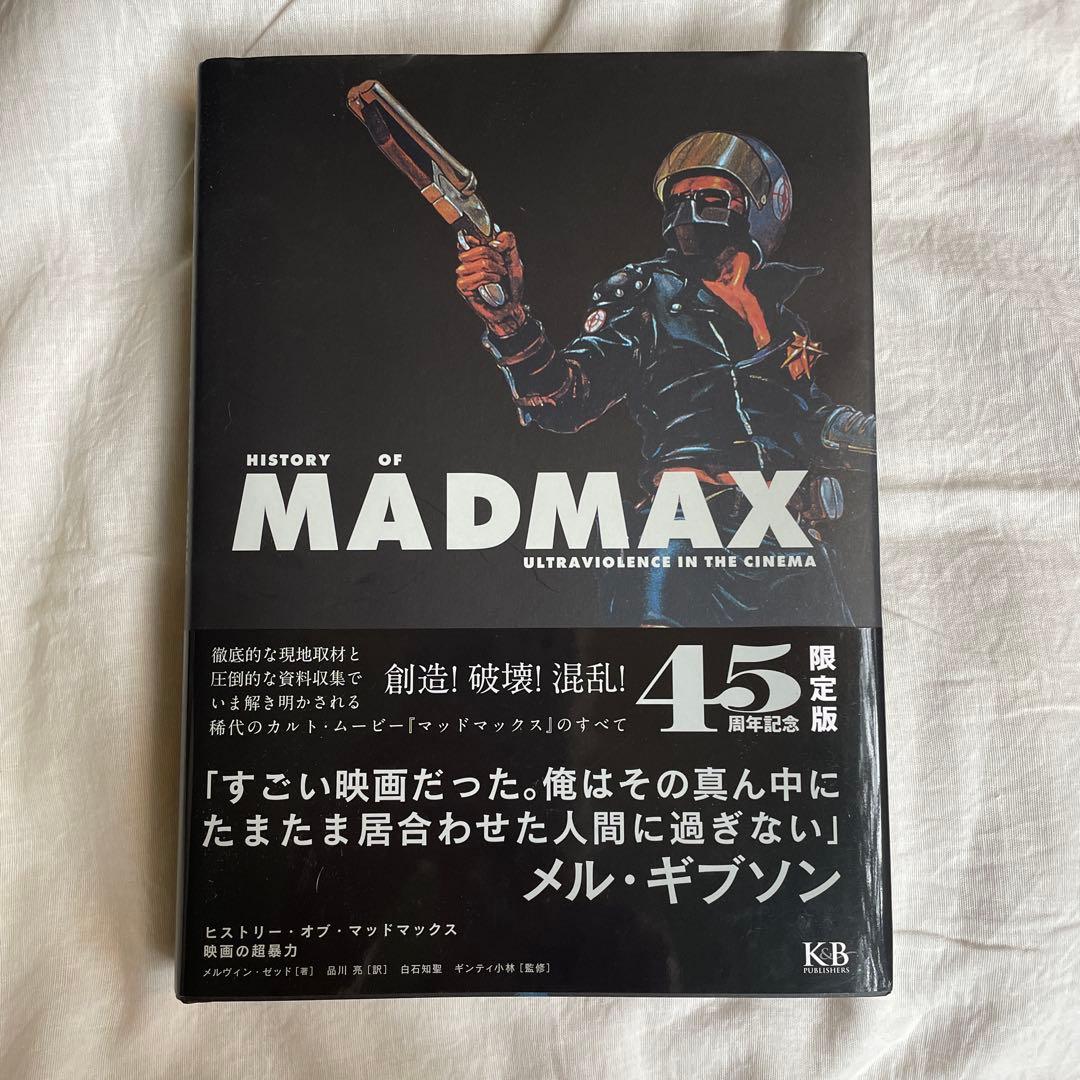 HISTORY OF
MADMAX
ULTRAVIOLENCE IN THE CINEMA
徹底的な現地取材と
圧倒的な資料収集で
いま解き明かされる
稀代のカルト・ムービー『マッドマックス』のすべて
創造! 破壊! 混乱!
45
周年記念
限定版
「すごい映画だった。俺はその真ん中に
たまたま居合わせた人間に過ぎない」
メル・ギブソン
ヒストリー・オブ・マッドマックス
映画の超暴力
メルヴィン・ゼッド[著] 品川 亮[訳] 白石知聖 ギンティ小林[監修]
K&B
PUBLISHERS